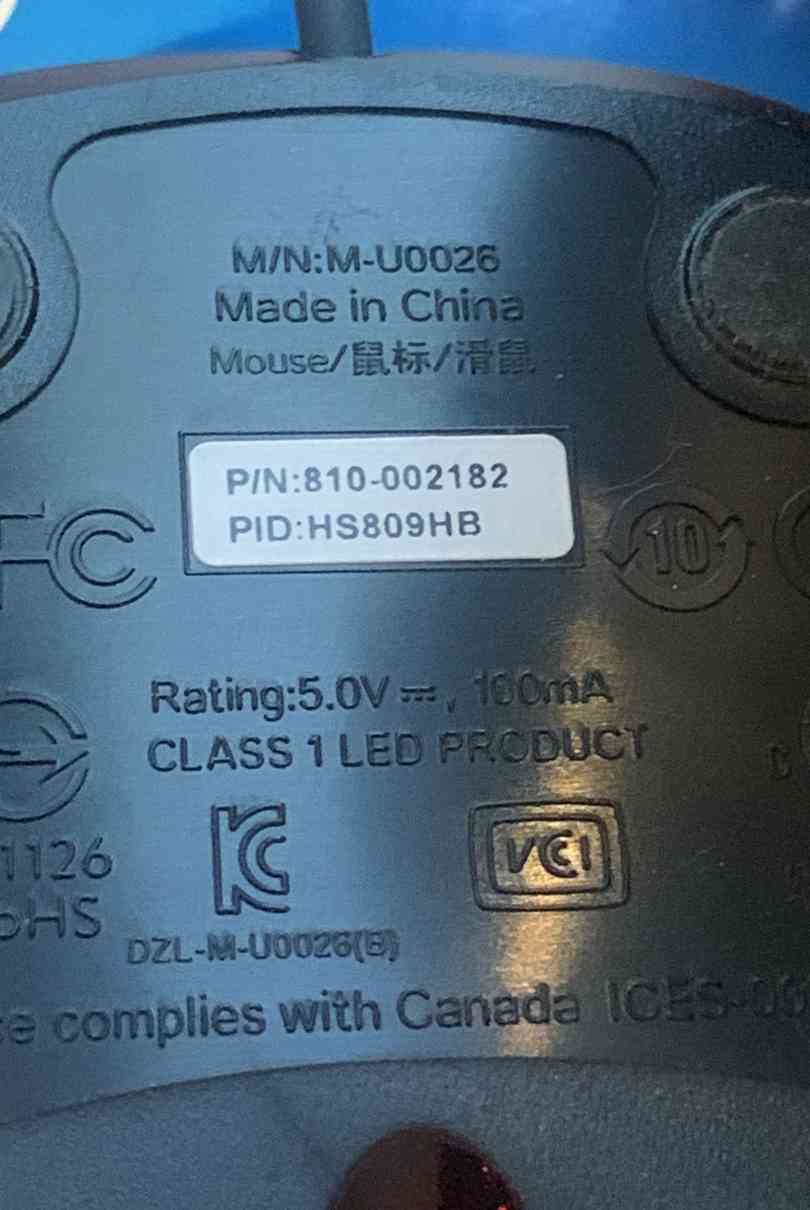 M/N:M-U0026
Made in China
Mouse/鼠标/滑鼠
P/N:810-002182
PID:HS809HB
10
Rating:5.0V⎓, 100mA
CLASS 1 LED PRODUCT
1126
VCI
DZL-M-U0026(B)
complies with Canada